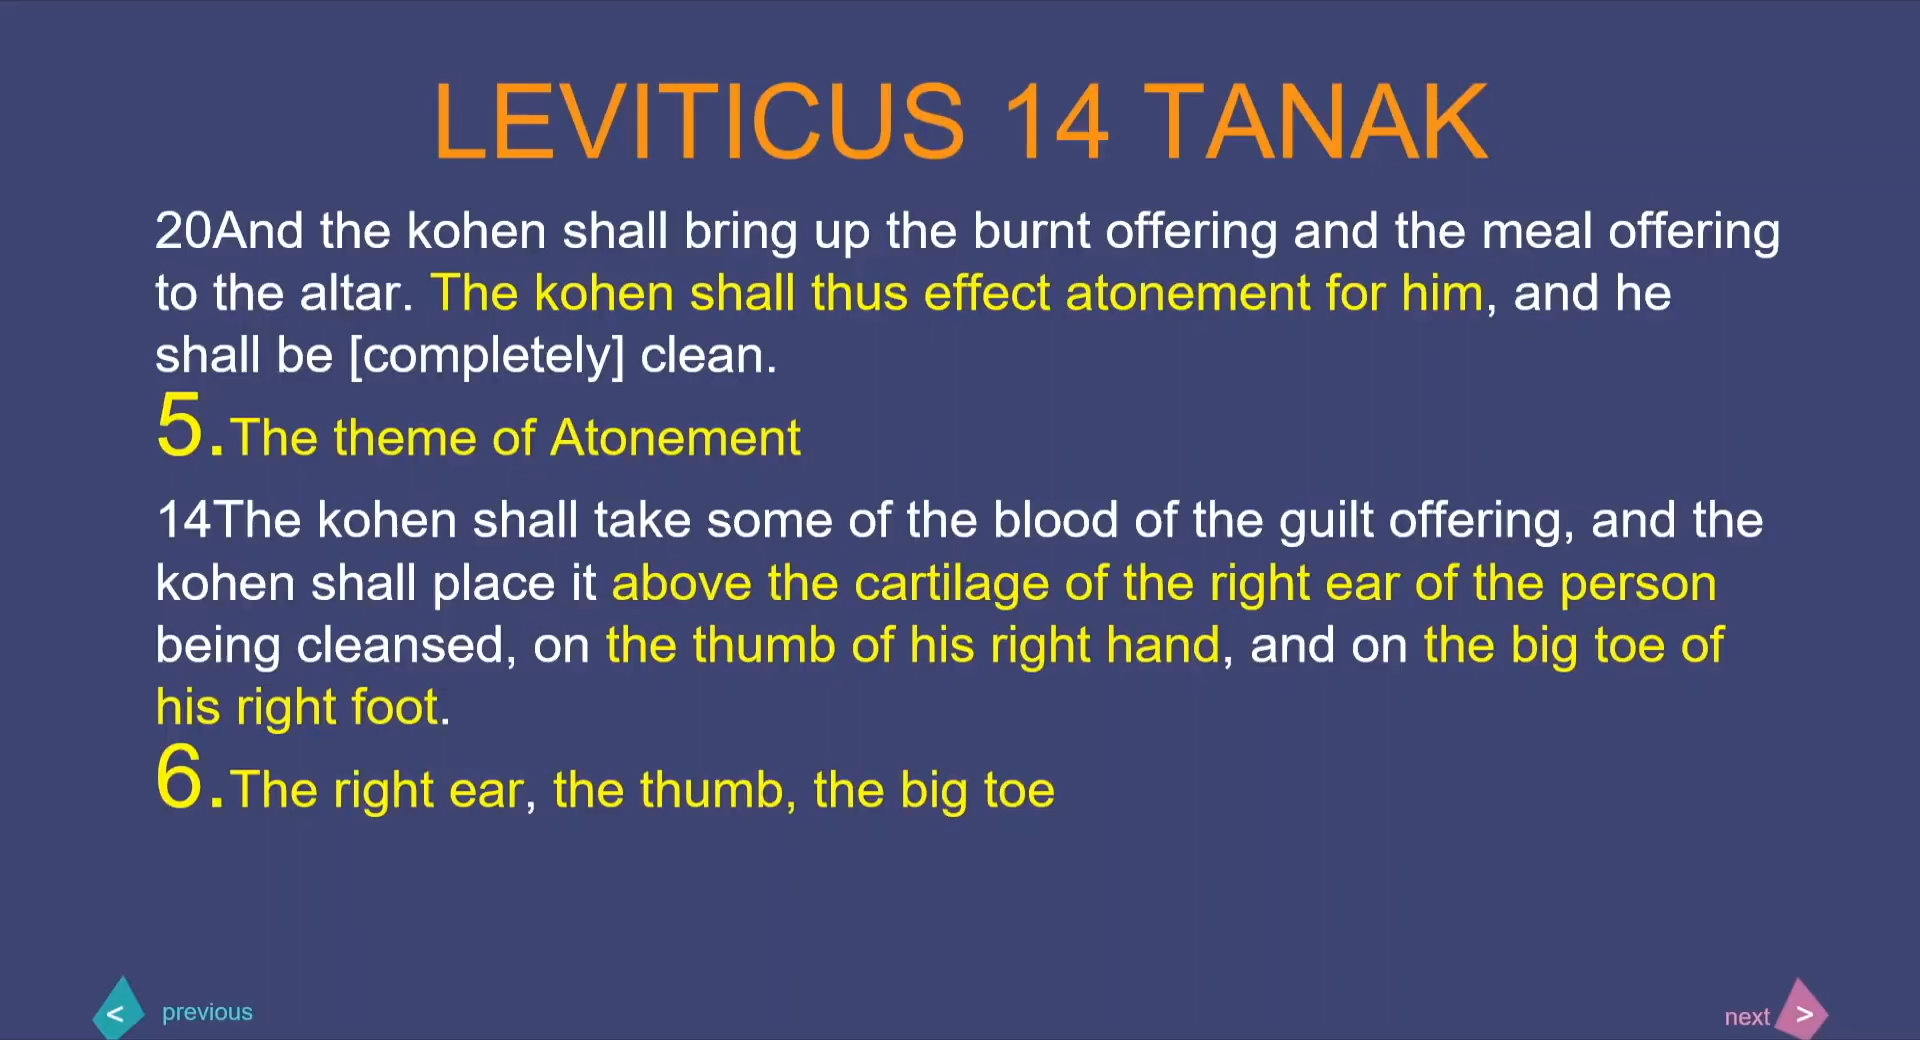 LEVITICUS 14 TANAK
20And the kohen shall bring up the burnt offering and the meal offering
to the altar. The kohen shall thus effect atonement for him, and he
shall be [completely] clean.
5.The theme of Atonement
14The kohen shall take some of the blood of the guilt offering, and the
kohen shall place it above the cartilage of the right ear of the person
being cleansed, on the thumb of his right hand, and on the big toe of
his right foot.
6.The right ear, the thumb, the big toe
< previous
next >